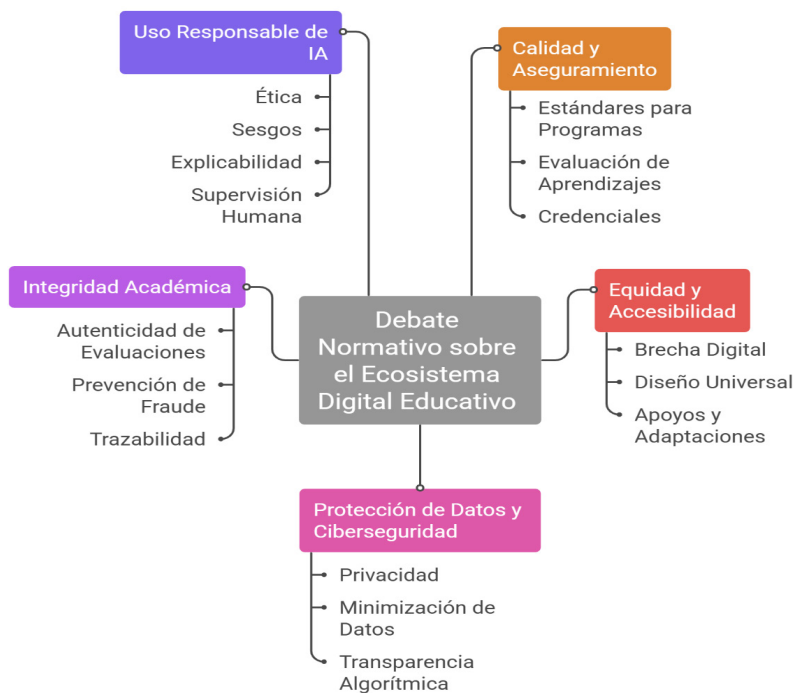 Uso Responsable de
IA
Ética
Sesgos
Explicabilidad
Supervisión
Humana
Calidad y
Aseguramiento
Estándares para
Programas
Evaluación de
Aprendizajes
Credenciales
Integridad Académica
Autenticidad de
Evaluaciones
Prevención de
Fraude
Trazabilidad
Debate
Normativo sobre
el Ecosistema
Digital Educativo
Equidad y
Accesibilidad
Brecha Digital
Diseño Universal
Apoyos y
Adaptaciones
Protección de Datos y
Ciberseguridad
Privacidad
Minimización de
Datos
Transparencia
Algorítmica